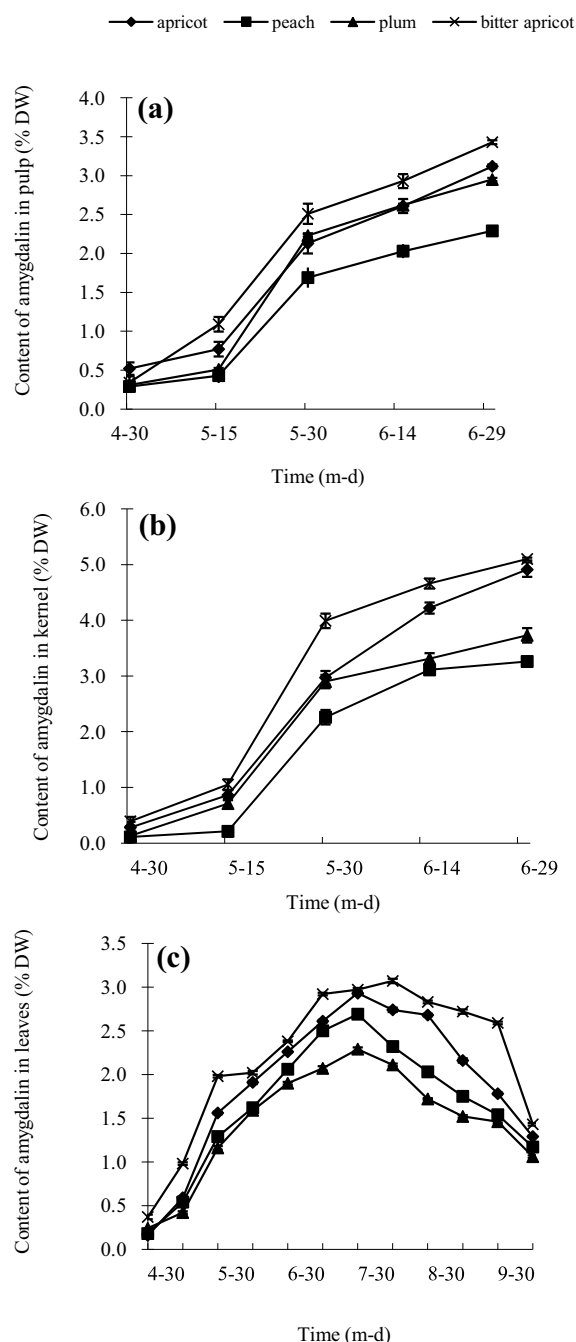 apricot peach plum bitter apricot
(a)
Content of amygdalin in pulp (% DW)
4.0
3.5
3.0
2.5
2.0
1.5
1.0
0.5
0.0
4-30 5-15 5-30 6-14 6-29
Time (m-d)
(b)
Content of amygdalin in kernel (% DW)
6.0
5.0
4.0
3.0
2.0
1.0
0.0
4-30 5-15 5-30 6-14 6-29
Time (m-d)
(c)
Content of amygdalin in leaves (% DW)
3.5
3.0
2.5
2.0
1.5
1.0
0.5
0.0
4-30 5-30 6-30 7-30 8-30 9-30
Time (m-d)